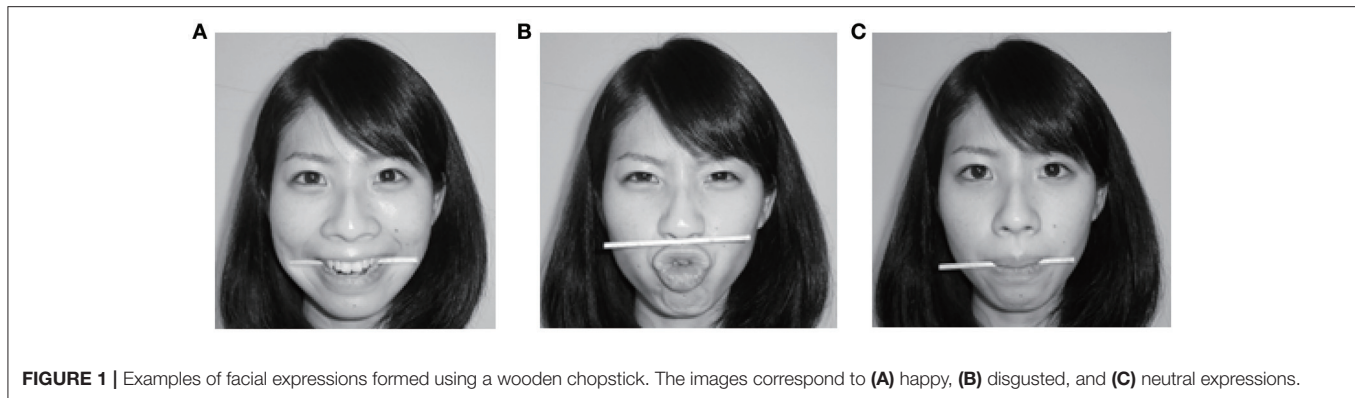 A B C
FIGURE 1 | Examples of facial expressions formed using a wooden chopstick. The images correspond to (A) happy, (B) disgusted, and (C) neutral expressions.